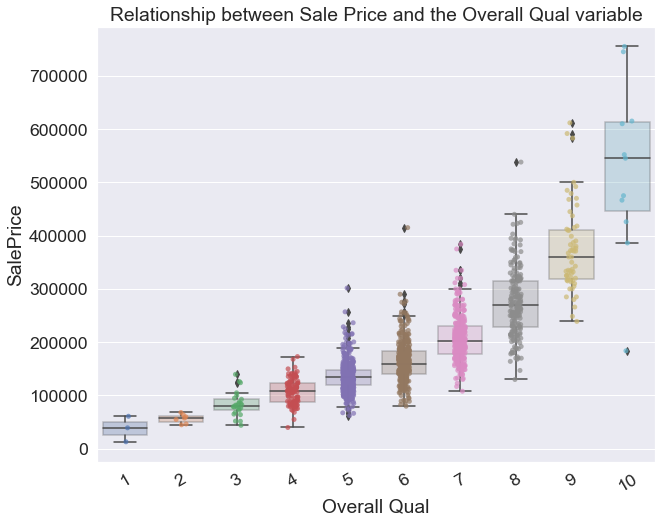 Relationship between Sale Price and the Overall Qual variable
700000
600000
500000
400000
300000
200000
100000
0
SalePrice
1 2 3 4 5 6 7 8 9 10
Overall Qual